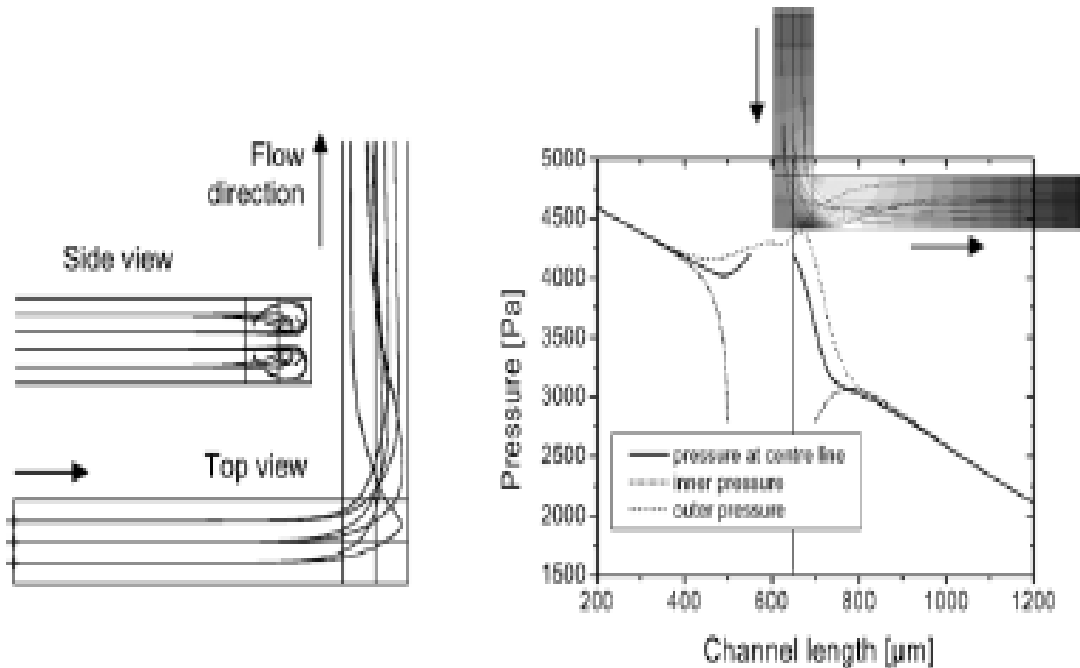 Flow
direction
Side view
Top view
Pressure [Pa]
5000
4500
4000
3500
3000
2500
2000
1500
pressure at centre line
inner pressure
outer pressure
200
400
600
800
1000
1200
Channel length [µm]